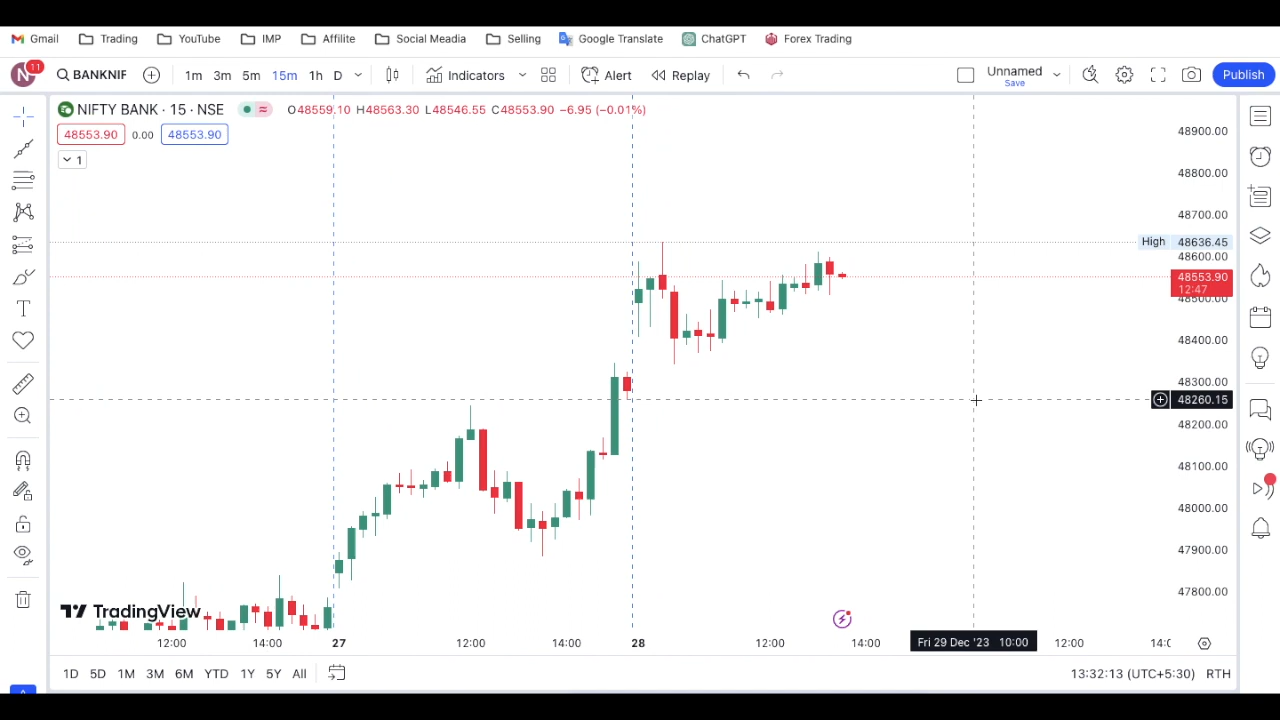 Gmail Trading YouTube IMP Affilite Social Meadia Selling Google Translate ChatGPT Forex Trading
N 11 BANKNIF 1m 3m 5m 15m 1h D Indicators Alert Replay Unnamed Save Publish
NIFTY BANK · 15 · NSE O48559.10 H48563.30 L48546.55 C48553.90 −6.95 (−0.01%)
48553.90 0.00 48553.90
1
48900.00
48800.00
48700.00
High 48636.45
48600.00
48553.90
12:47
48500.00
48400.00
48300.00
48260.15
48200.00
48100.00
48000.00
47900.00
47800.00
TradingView
12:00 14:00 27 12:00 14:00 28 12:00 14:00 Fri 29 Dec '23 10:00 12:00
1D 5D 1M 3M 6M YTD 1Y 5Y All 13:32:13 (UTC+5:30) RTH